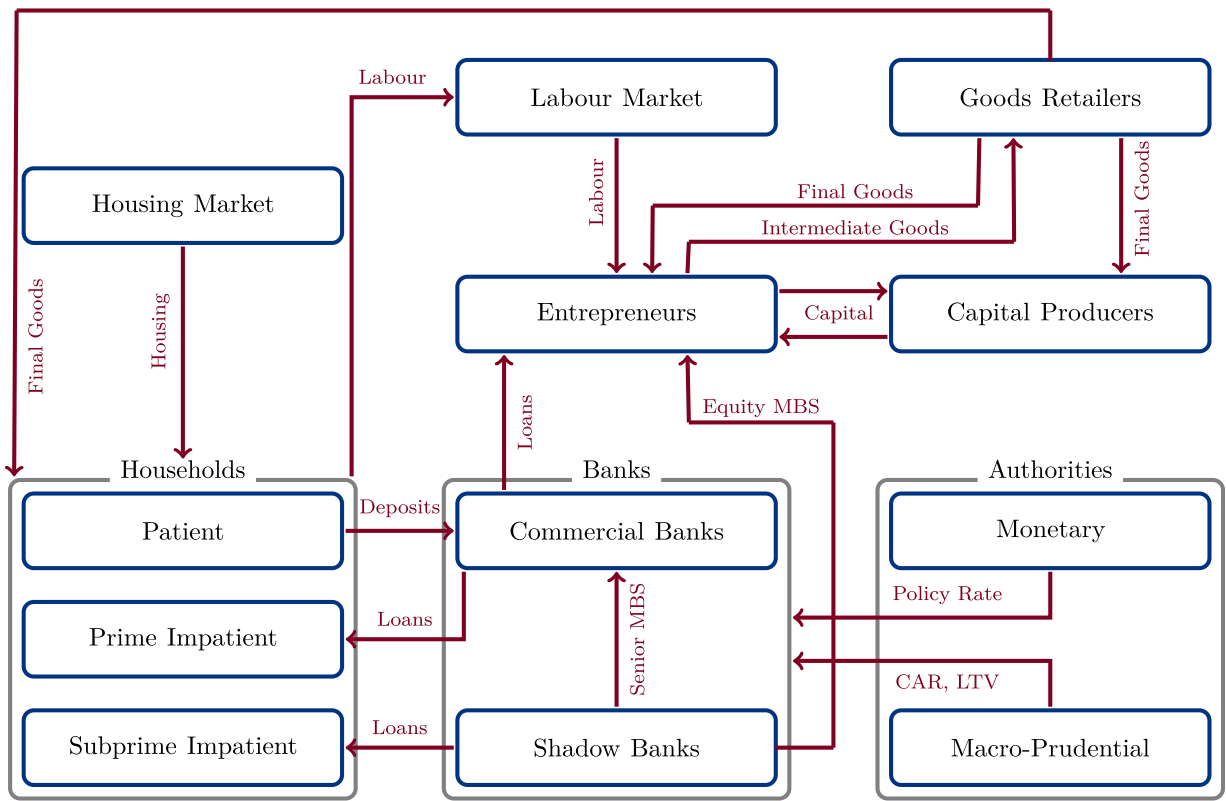 Labour
Labour Market
Goods Retailers
Labour
Final Goods
Final Goods
Housing Market
Intermediate Goods
Final Goods
Housing
Entrepreneurs
Capital
Capital Producers
Loans
Equity MBS
Households
Banks
Authorities
Patient
Deposits
Commercial Banks
Monetary
Policy Rate
Prime Impatient
Loans
Senior MBS
CAR, LTV
Subprime Impatient
Loans
Shadow Banks
Macro-Prudential